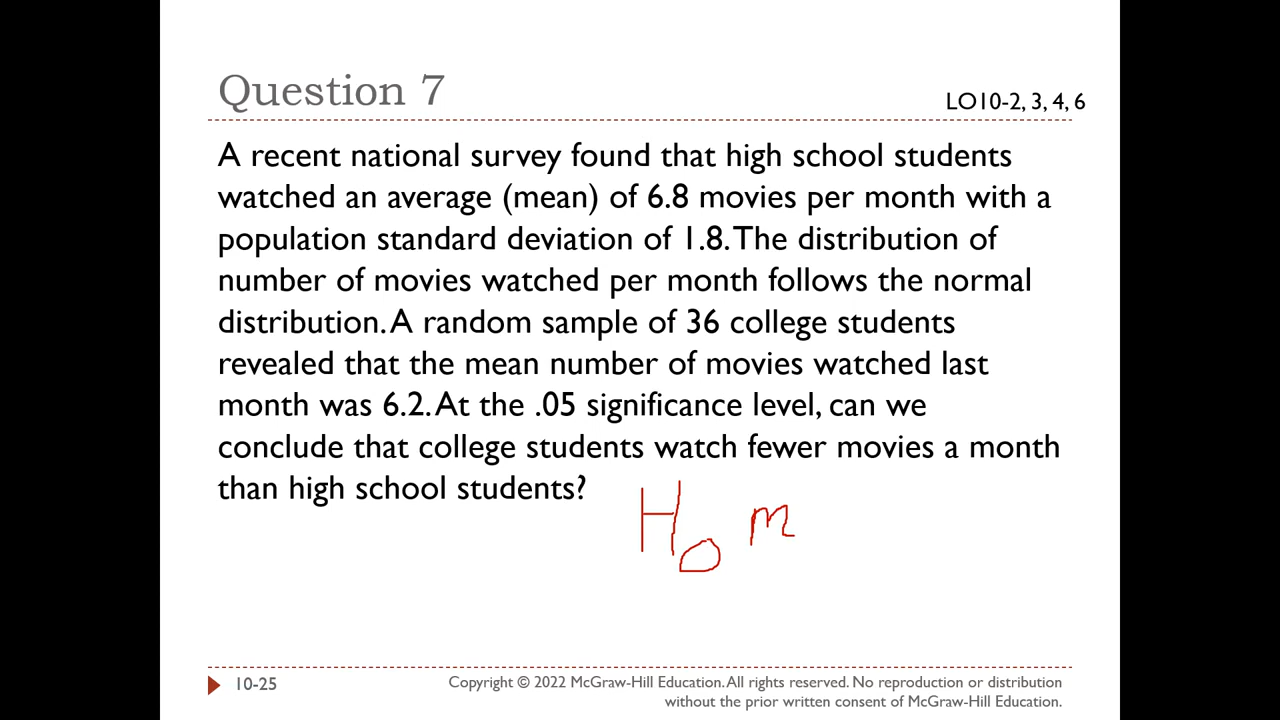 Question 7
LO10-2, 3, 4, 6
A recent national survey found that high school students
watched an average (mean) of 6.8 movies per month with a
population standard deviation of 1.8. The distribution of
number of movies watched per month follows the normal
distribution. A random sample of 36 college students
revealed that the mean number of movies watched last
month was 6.2. At the .05 significance level, can we
conclude that college students watch fewer movies a month
than high school students?
H0 m
10-25
Copyright © 2022 McGraw-Hill Education. All rights reserved. No reproduction or distribution
without the prior written consent of McGraw-Hill Education.